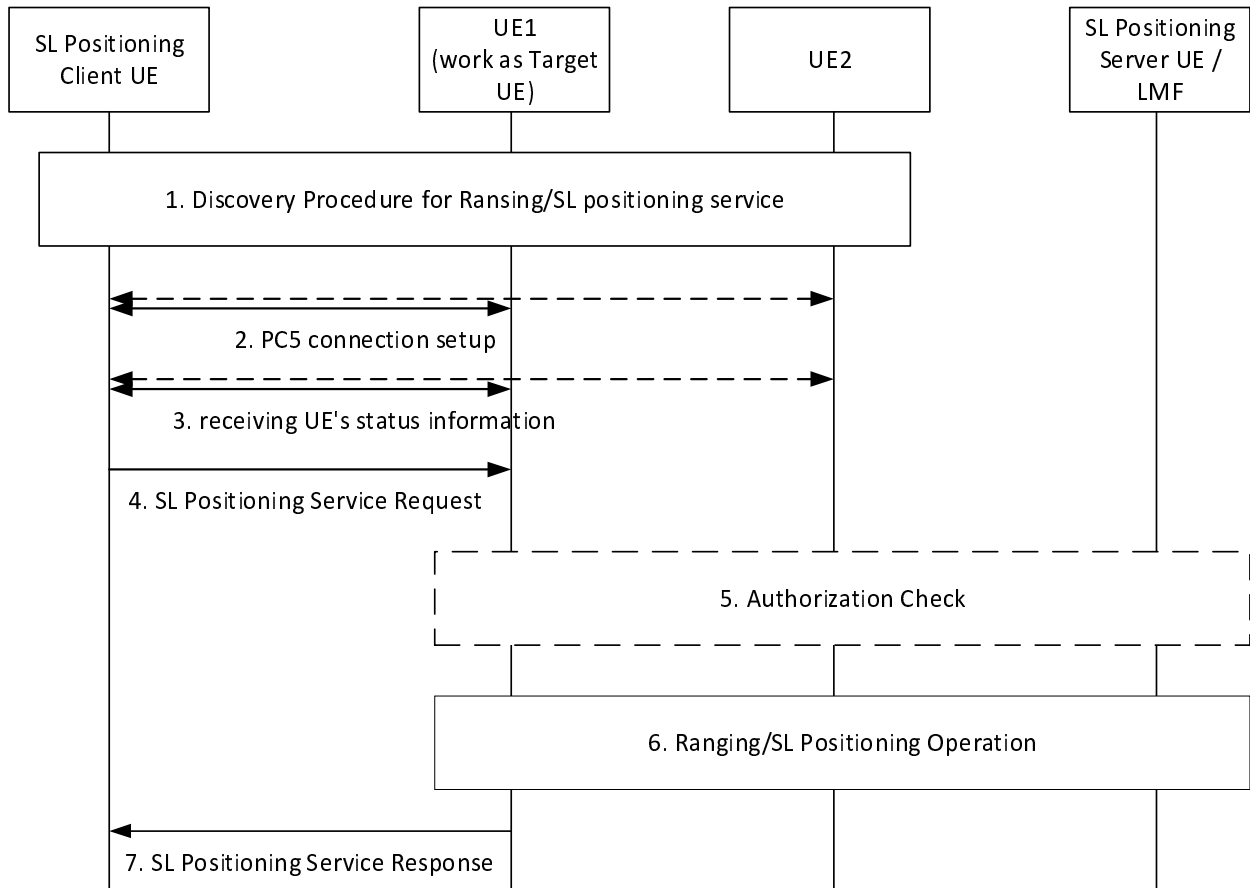 SL Positioning
Client UE
UE1
(work as Target
UE)
UE2
SL Positioning
Server UE /
LMF
1. Discovery Procedure for Ransing/SL positioning service
2. PC5 connection setup
3. receiving UE's status information
4. SL Positioning Service Request
5. Authorization Check
6. Ranging/SL Positioning Operation
7. SL Positioning Service Response